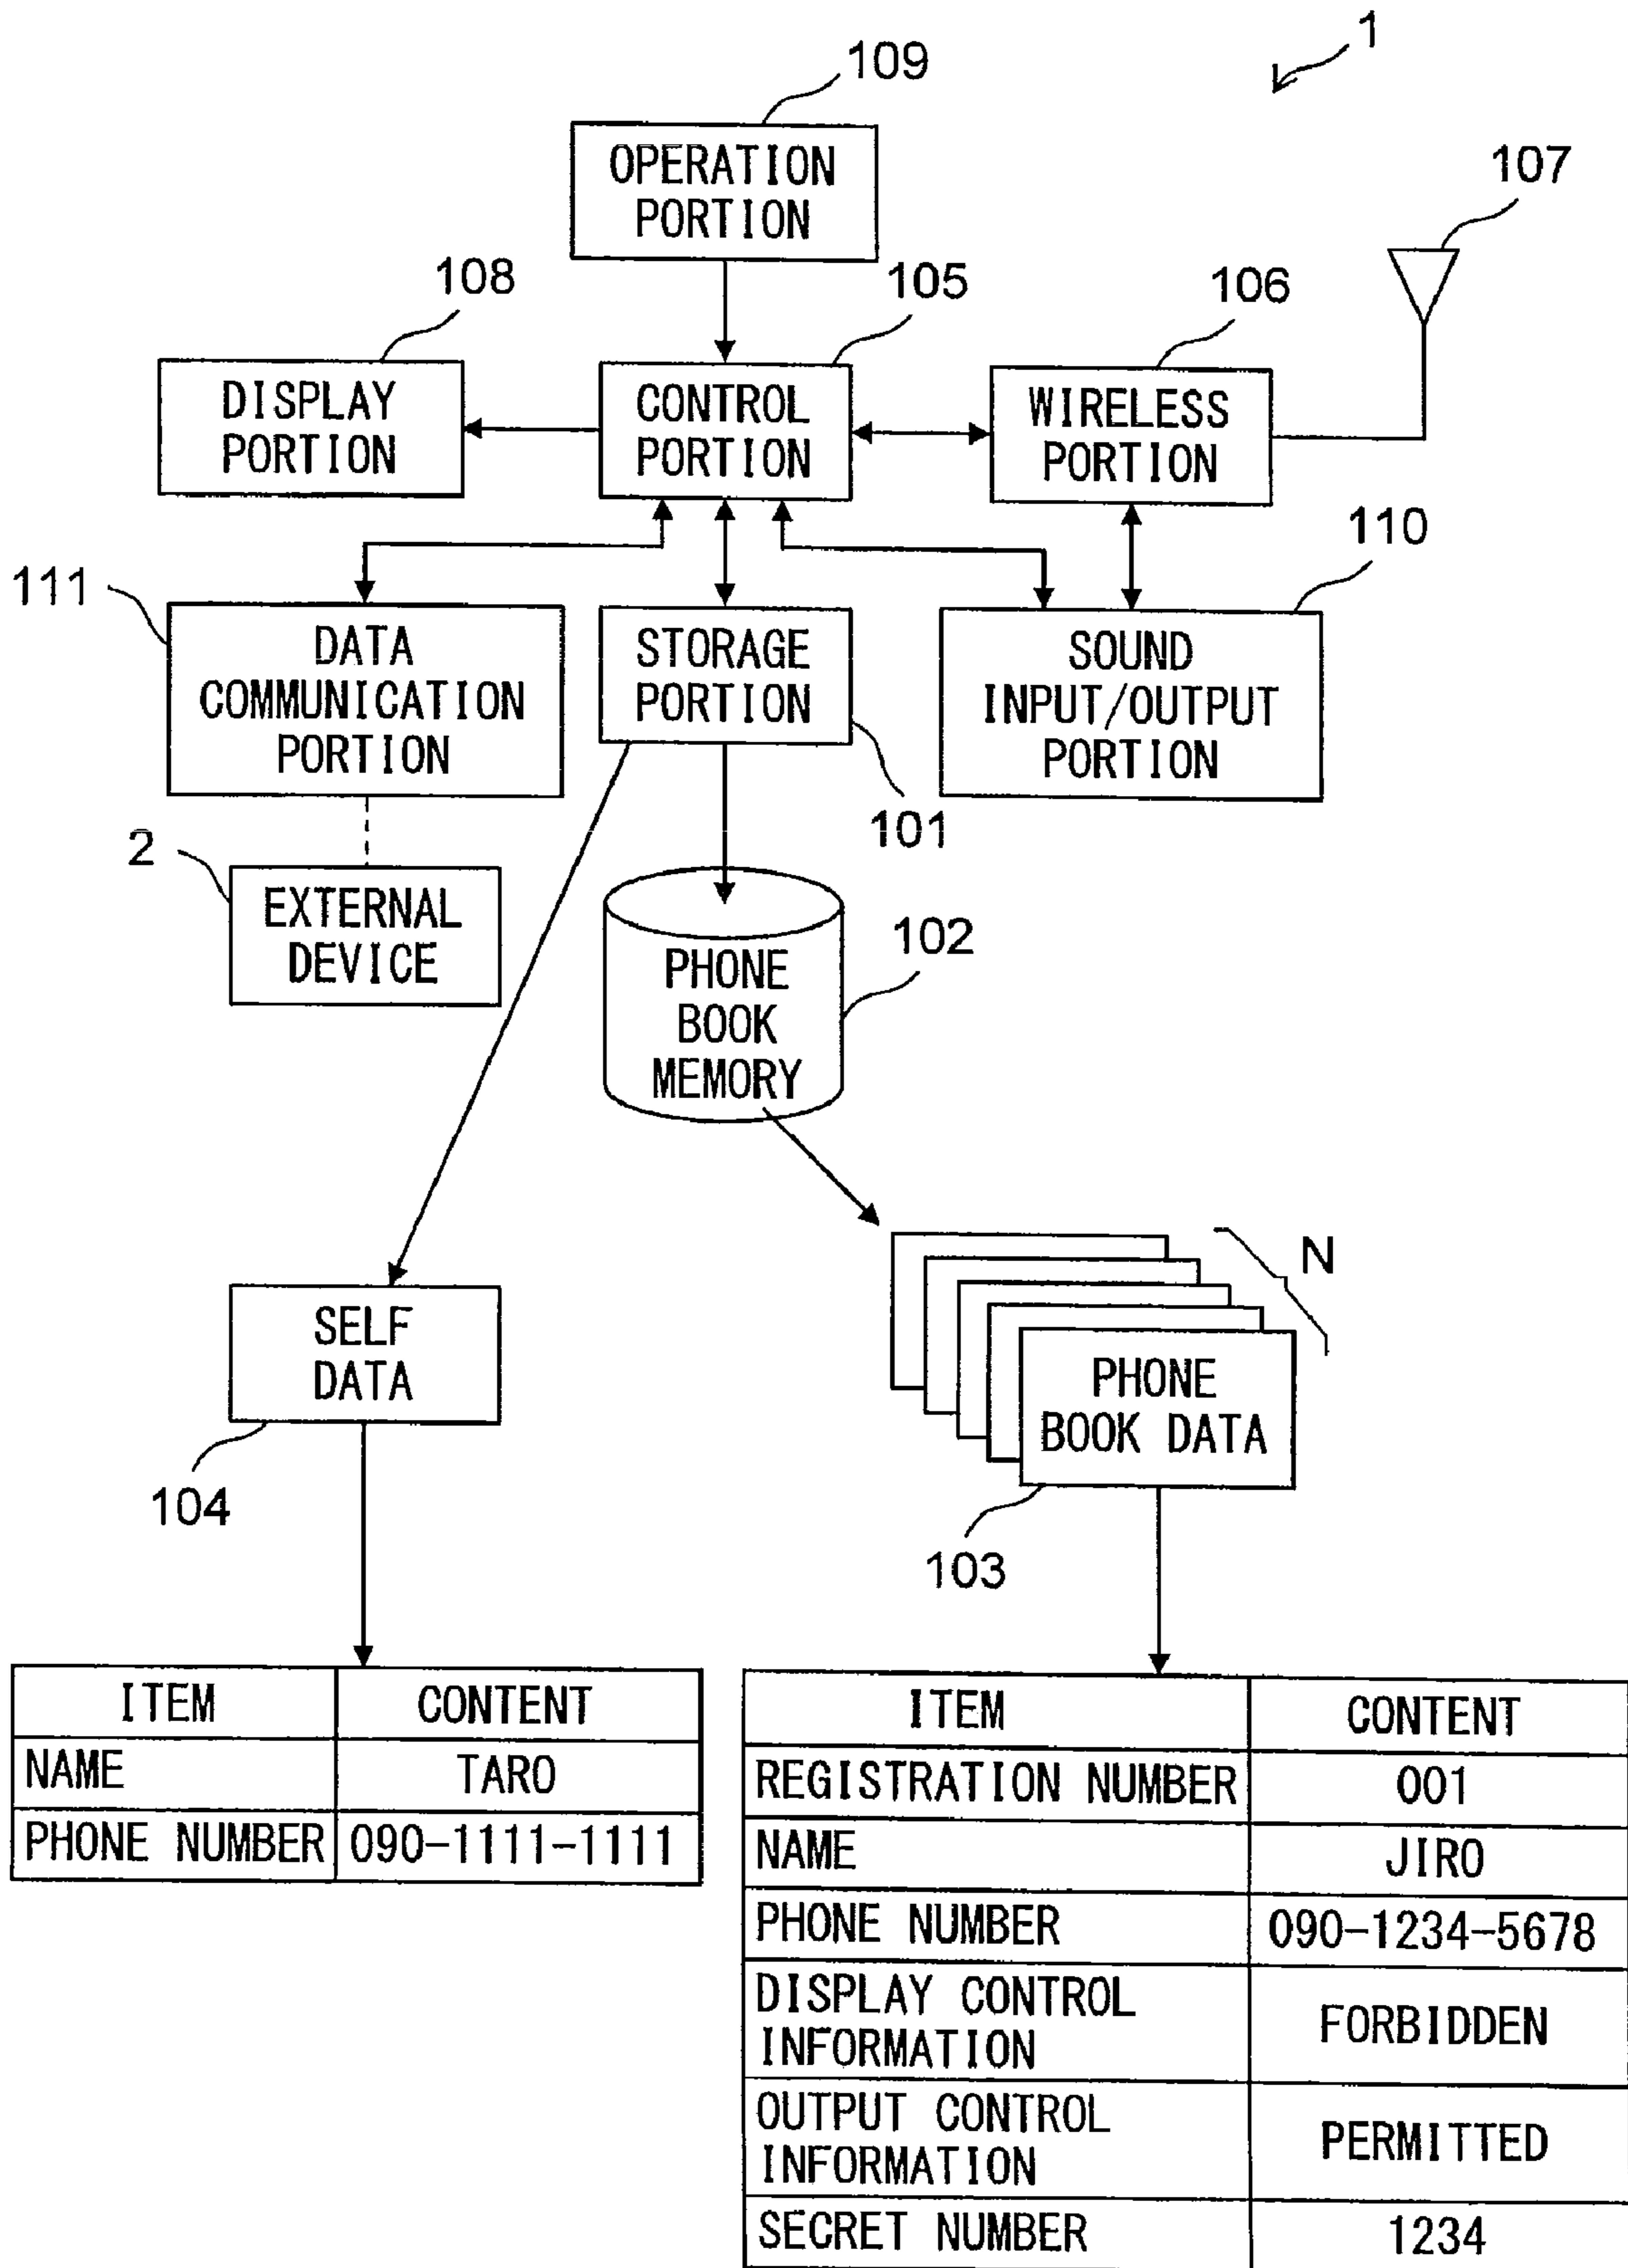 1
109
OPERATION
PORTION
107
108
105
106
DISPLAY
PORTION
CONTROL
PORTION
WIRELESS
PORTION
110
111
DATA
COMMUNICATION
PORTION
STORAGE
PORTION
SOUND
INPUT/OUTPUT
PORTION
101
2
EXTERNAL
DEVICE
102
PHONE
BOOK
MEMORY
N
SELF
DATA
PHONE
BOOK DATA
104
103
ITEM CONTENT
NAME TARO
PHONE NUMBER 090-1111-1111
ITEM CONTENT
REGISTRATION NUMBER 001
NAME JIRO
PHONE NUMBER 090-1234-5678
DISPLAY CONTROL
INFORMATION FORBIDDEN
OUTPUT CONTROL
INFORMATION PERMITTED
SECRET NUMBER 1234